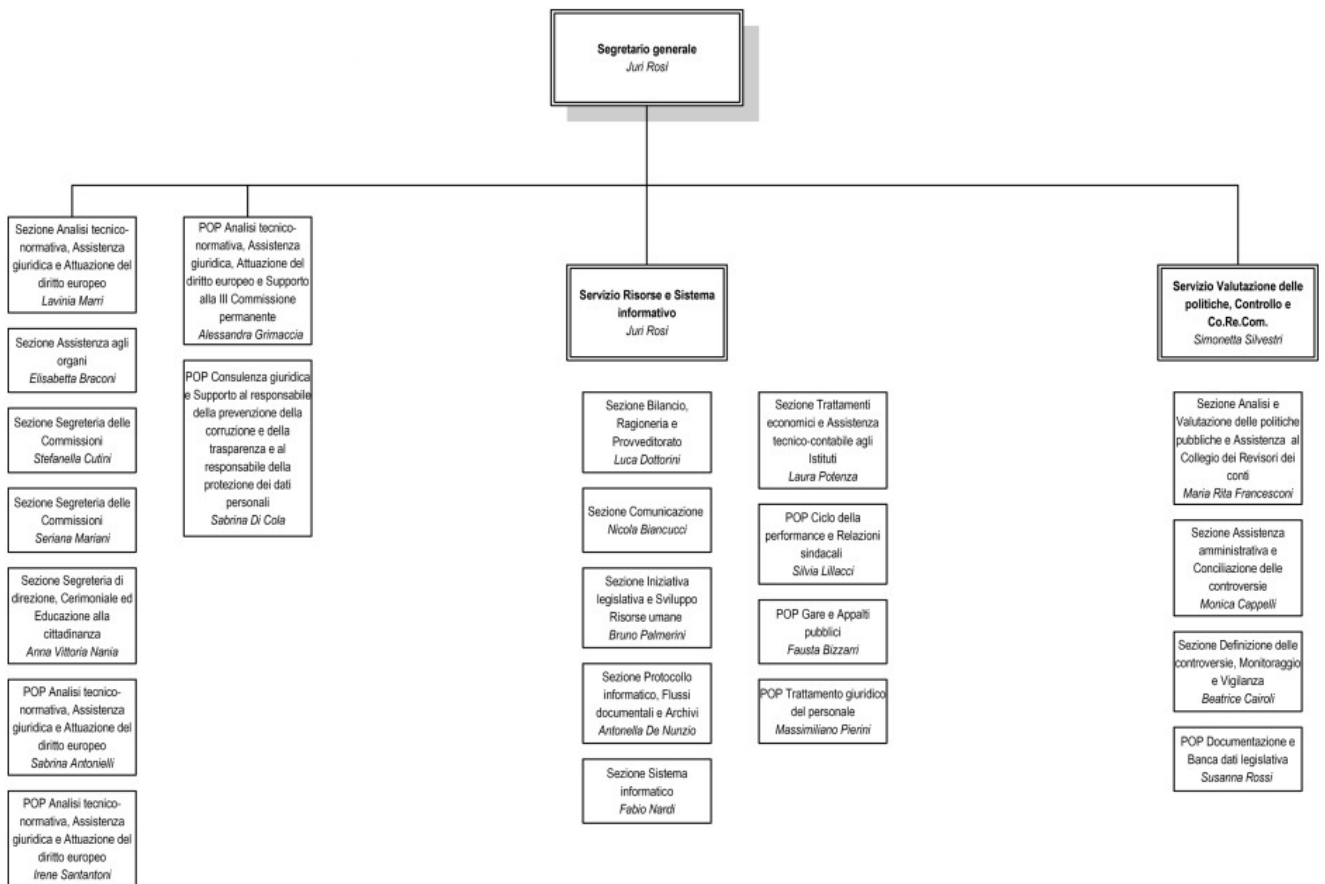 Segretario generale
Juri Rosi
Sezione Analisi tecnico-
normativa, Assistenza
giuridica e Attuazione del
diritto europeo
Lavinia Marri
Sezione Assistenza agli
organi
Elisabetta Braconi
Sezione Segreteria delle
Commissioni
Stefanella Cutini
Sezione Segreteria delle
Commissioni
Seriana Mariani
Sezione Segreteria di
direzione, Cerimoniale ed
Educazione alla
cittadinanza
Anna Vittoria Nania
POP Analisi tecnico-
normativa, Assistenza
giuridica e Attuazione del
diritto europeo
Sabrina Antonielli
POP Analisi tecnico-
normativa, Assistenza
giuridica e Attuazione del
diritto europeo
Irene Santantoni
POP Analisi tecnico-
normativa, Assistenza
giuridica, Attuazione del
diritto europeo e Supporto
alla III Commissione
permanente
Alessandra Grimaccia
POP Consulenza giuridica
e Supporto al responsabile
della prevenzione della
corruzione e della
trasparenza e al
responsabile della
protezione dei dati
personali
Sabrina Di Cola
Servizio Risorse e Sistema
informativo
Juri Rosi
Sezione Bilancio,
Ragioneria e
Provveditorato
Luca Dottorini
Sezione Comunicazione
Nicola Biancucci
Sezione Iniziativa
legislativa e Sviluppo
Risorse umane
Bruno Palmerini
Sezione Protocollo
informatico, Flussi
documentali e Archivi
Antonella De Nunzio
Sezione Sistema
informatico
Fabio Nardi
Sezione Trattamenti
economici e Assistenza
tecnico-contabile agli
Istituti
Laura Potenza
POP Ciclo della
performance e Relazioni
sindacali
Silvia Lillacci
POP Gare e Appalti
pubblici
Fausta Bizzarri
POP Trattamento giuridico
del personale
Massimiliano Pierini
Servizio Valutazione delle
politiche, Controllo e
Co.Re.Com.
Simonetta Silvestri
Sezione Analisi e
Valutazione delle politiche
pubbliche e Assistenza al
Collegio dei Revisori dei
conti
Maria Rita Francesconi
Sezione Assistenza
amministrativa e
Conciliazione delle
controversie
Monica Cappelli
Sezione Definizione delle
controversie, Monitoraggio
e Vigilanza
Beatrice Cairoli
POP Documentazione e
Banca dati legislativa
Susanna Rossi